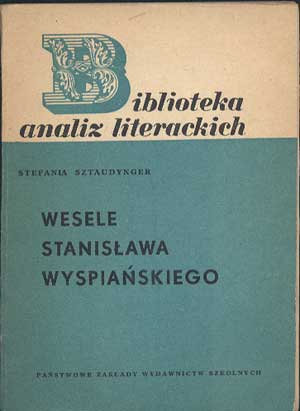 Biblioteka
analiz literackich
STEFANIA SZTAUDYNGER
WESELE
STANISŁAWA
WYSPIAŃSKIEGO
PAŃSTWOWE ZAKŁADY WYDAWNICTW SZKOLNYCH